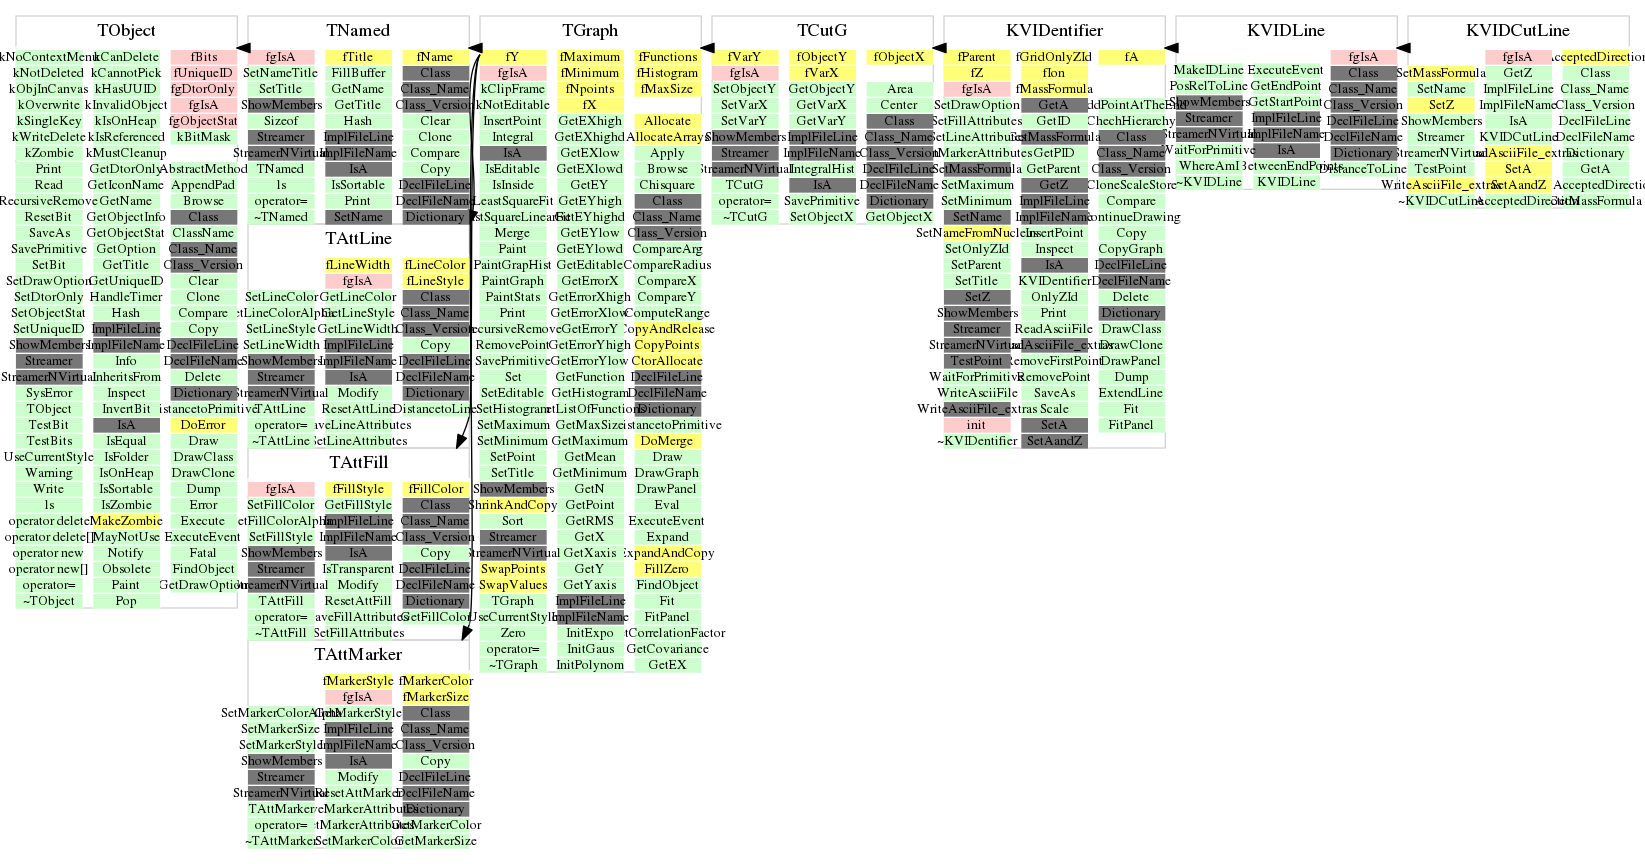 TObject
kCanDelete fBits
kNotDeleted kCannotPick fUniqueID
kObjInCanvas kHasUUID fgDtorOnly
kOverwrite kInvalidObject fgIsA
kSingleKey kIsOnHeap fgObjectStat
kWriteDelete kIsReferenced kBitMask
kZombie kMustCleanup
Print GetDtorOnly AbstractMethod
Read GetIconName AppendPad
RecursiveRemove GetName Browse
ResetBit GetObjectInfo Class
SaveAs GetObjectStat ClassName
SavePrimitive GetOption Class_Name
SetBit GetTitle Class_Version
SetDrawOption GetUniqueID Clear
SetDtorOnly HandleTimer Clone
SetObjectStat Hash Compare
SetUniqueID ImplFileLine Copy
ShowMembers ImplFileName DeclFileLine
Streamer Info DeclFileName
StreamerNVirtual InheritsFrom Delete
SysError Inspect Dictionary
TObject InvertBit istancetoPrimitive
TestBit IsA DoError
TestBits IsEqual Draw
UseCurrentStyle IsFolder DrawClass
Warning IsOnHeap DrawClone
Write IsSortable Dump
ls IsZombie Error
operator delete MakeZombie Execute
operator delete[] MayNotUse ExecuteEvent
operator new Notify Fatal
operator new[] Obsolete FindObject
operator= Paint GetDrawOption
~TObject Pop
TNamed
fgIsA fTitle fName
SetNameTitle FillBuffer Class
SetTitle GetName Class_Name
ShowMembers GetTitle Class_Version
Sizeof Hash Clear
Streamer ImplFileLine Clone
StreamerNVirtual ImplFileName Compare
TNamed IsA Copy
ls IsSortable DeclFileLine
operator= Print DeclFileName
~TNamed SetName Dictionary
TAttLine
fLineWidth fLineColor
fgIsA fLineStyle
SetLineColor GetLineColor Class
GetLineStyle Class_Name
SetLineStyle GetLineWidth Class_Version
SetLineWidth ImplFileLine Copy
ShowMembers ImplFileName DeclFileLine
Streamer IsA DeclFileName
StreamerNVirtual Modify Dictionary
TAttLine ResetAttLine DistancetoLine
operator= aveLineAttributes
~TAttLine SetLineAttributes
TAttFill
fgIsA fFillStyle fFillColor
SetFillColor GetFillStyle Class
etFillColorAlpha ImplFileLine Class_Name
SetFillStyle ImplFileName Class_Version
ShowMembers IsA Copy
Streamer IsTransparent DeclFileLine
StreamerNVirtual Modify DeclFileName
TAttFill ResetAttFill Dictionary
operator= aveFillAttributes GetFillColor
~TAttFill SetFillAttributes
TAttMarker
fMarkerStyle fMarkerColor
fgIsA fMarkerSize
SetMarkerColorAlpha GetMarkerStyle Class
SetMarkerSize ImplFileLine Class_Name
SetMarkerStyle ImplFileName Class_Version
ShowMembers IsA Copy
Streamer Modify DeclFileLine
StreamerNVirtual ResetAttMarker DeclFileName
TAttMarker veMarkerAttributes Dictionary
operator= tMarkerAttributes GetMarkerColor
~TAttMarker SetMarkerColor GetMarkerSize
TGraph
fY fMaximum fFunctions
fgIsA fMinimum fHistogram
kClipFrame fNpoints fMaxSize
kNotEditable fX
InsertPoint GetEXhigh Allocate
Integral GetEXhighd AllocateArrays
IsA GetEXlow Apply
IsEditable GetEXlowd Browse
IsInside GetEY Chisquare
LeastSquareFit GetEYhigh Class
GetEYhighd Class_Name
Merge GetEYlow Class_Version
Paint GetEYlowd CompareArg
PaintGrapHist GetEditable CompareRadius
PaintGraph GetErrorX CompareX
PaintStats GetErrorXhigh CompareY
Print GetErrorXlow ComputeRange
ecursiveRemove GetErrorY CopyAndRelease
RemovePoint GetErrorYhigh CopyPoints
SavePrimitive GetErrorYlow CtorAllocate
Set GetFunction DeclFileLine
SetEditable GetHistogram DeclFileName
SetHistogram etListOfFunctions Dictionary
SetMaximum GetMaxSize istancetoPrimitive
SetMinimum GetMaximum DoMerge
SetPoint GetMean Draw
SetTitle GetMinimum DrawGraph
ShowMembers GetN DrawPanel
ShrinkAndCopy GetPoint Eval
Sort GetRMS ExecuteEvent
Streamer GetX Expand
StreamerNVirtual GetXaxis ExpandAndCopy
SwapPoints GetY FillZero
SwapValues GetYaxis FindObject
TGraph ImplFileLine Fit
UseCurrentStyle ImplFileName FitPanel
Zero InitExpo tCorrelationFactor
operator= InitGaus GetCovariance
~TGraph InitPolynom GetEX
TCutG
fVarY fObjectY fObjectX
fgIsA fVarX
SetObjectY GetObjectY Area
SetVarX GetVarX Center
SetVarY GetVarY Class
ShowMembers ImplFileLine Class_Name
Streamer ImplFileName Class_Version
StreamerNVirtual IntegralHist DeclFileLine
TCutG IsA DeclFileName
operator= SavePrimitive Dictionary
~TCutG SetObjectX GetObjectX
KVIDentifier
fParent fGridOnlyZId fA
fZ fIon
fgIsA fMassFormula
SetDrawOption GetA ddPointAtTheEnd
SetFillAttributes GetID ChechHierarchy
SetLineAttributes GetMassFormula Class
MarkerAttributes GetPID Class_Name
SetMassFormula GetParent Class_Version
SetMaximum GetZ CloneScaleStore
SetMinimum ImplFileLine Compare
SetName ImplFileName ontinueDrawing
SetNameFromNucleus InsertPoint Copy
SetOnlyZId Inspect CopyGraph
SetParent IsA DeclFileLine
SetTitle KVIDentifier DeclFileName
SetZ OnlyZId Delete
ShowMembers Print Dictionary
Streamer ReadAsciiFile DrawClass
StreamerNVirtual adAsciiFile_extras DrawClone
TestPoint RemoveFirstPoint DrawPanel
WaitForPrimitive RemovePoint Dump
WriteAsciiFile SaveAs ExtendLine
WriteAsciiFile_extras Scale Fit
init SetA FitPanel
~KVIDentifier SetAandZ
KVIDLine
fgIsA
MakeIDLine ExecuteEvent Class
PosRelToLine GetEndPoint Class_Name
ShowMembers GetStartPoint Class_Version
Streamer ImplFileLine DeclFileLine
StreamerNVirtual ImplFileName DeclFileName
WaitForPrimitive IsA Dictionary
WhereAmI BetweenEndPoints DistanceToLine
~KVIDLine KVIDLine
KVIDCutLine
fgIsA AcceptedDirection
SetMassFormula GetZ Class
SetName ImplFileLine Class_Name
SetZ ImplFileName Class_Version
ShowMembers IsA DeclFileLine
Streamer KVIDCutLine DeclFileName
StreamerNVirtual adAsciiFile_extras Dictionary
TestPoint SetA GetA
WriteAsciiFile_extras SetAandZ AcceptedDirection
~KVIDCutLine AcceptedDirection MassFormula